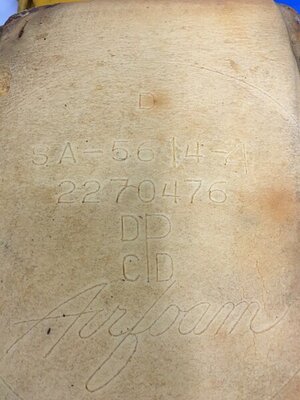 D
SA-5614-1
2270476
DP
CD
Airfoam